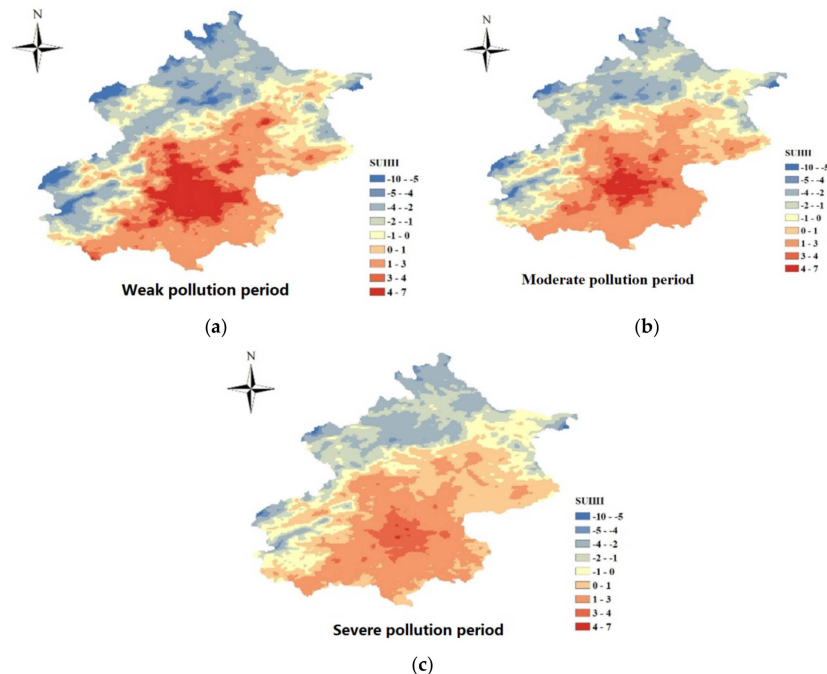 N
SUHII
-10 - -5
-5 - -4
-4 - -2
-2 - -1
-1 - 0
0 - 1
1 - 3
3 - 4
4 - 7
Weak pollution period
(a)
N
SUHII
-10 - -5
-5 - -4
-4 - -2
-2 - -1
-1 - 0
0 - 1
1 - 3
3 - 4
4 - 7
Moderate pollution period
(b)
N
SUHII
-10 - -5
-5 - -4
-4 - -2
-2 - -1
-1 - 0
0 - 1
1 - 3
3 - 4
4 - 7
Severe pollution period
(c)